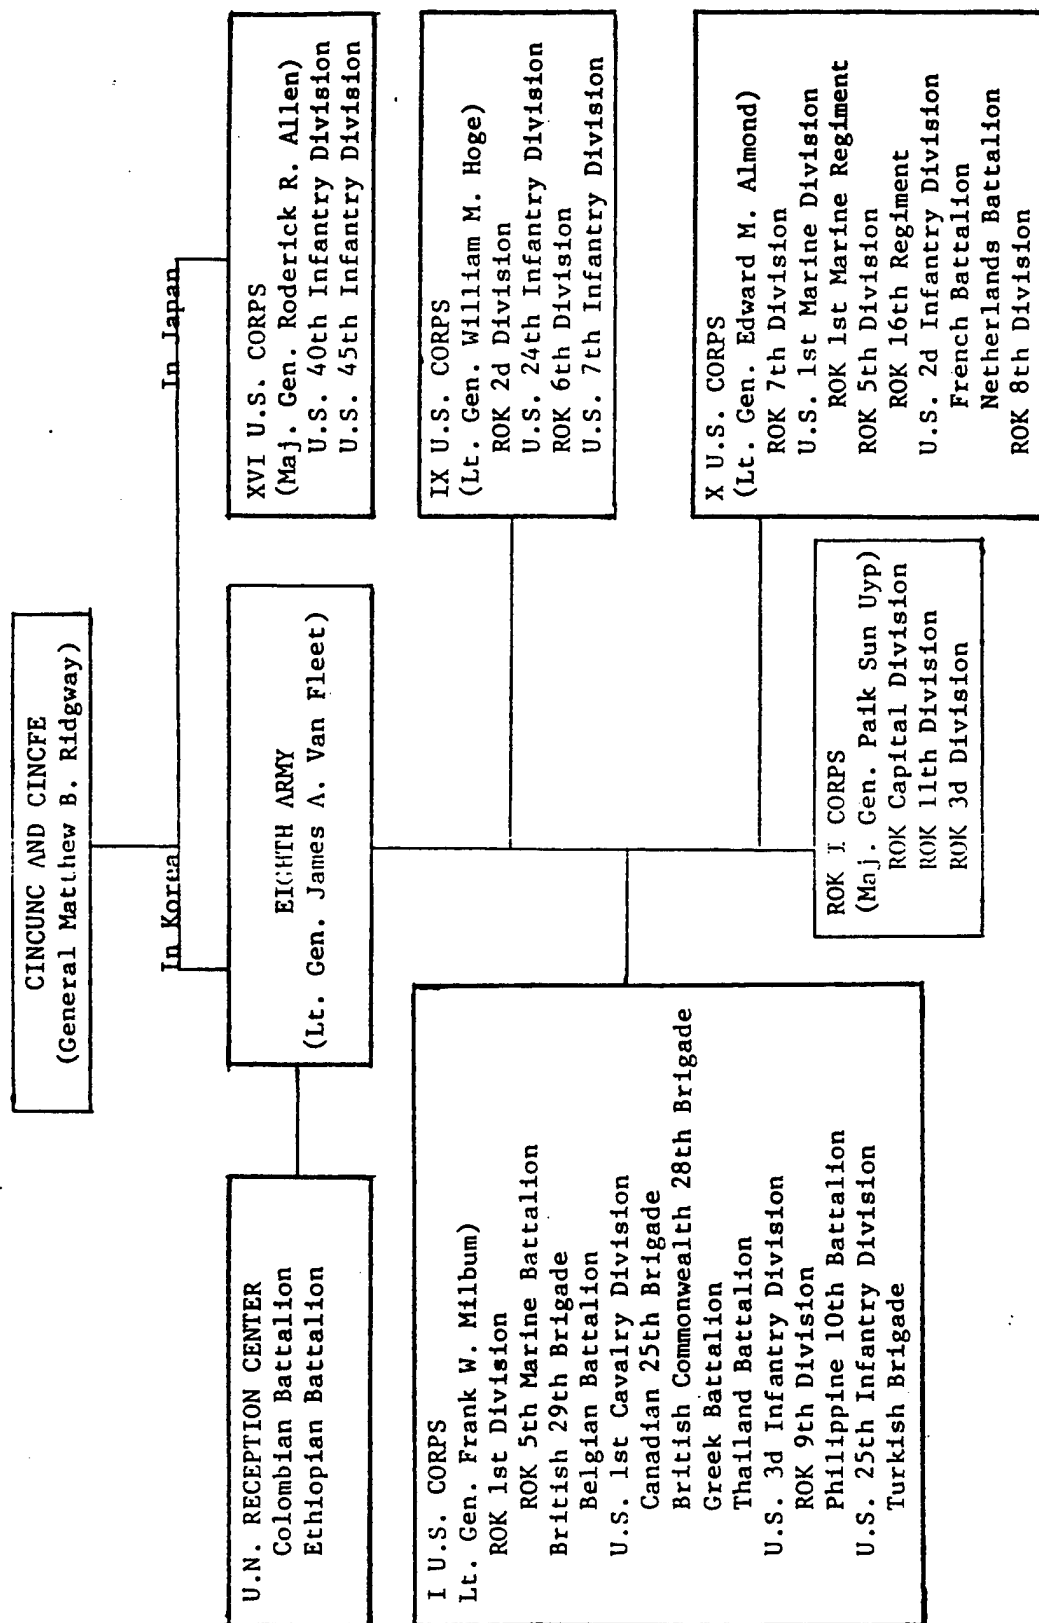 CINCUNC AND CINCFE
(General Matthew B. Ridgway)
In Korea
In Japan
U.N. RECEPTION CENTER
Colombian Battalion
Ethiopian Battalion
EIGHTH ARMY
(Lt. Gen. James A. Van Fleet)
XVI U.S. CORPS
(Maj. Gen. Roderick R. Allen)
U.S. 40th Infantry Division
U.S. 45th Infantry Division
I U.S. CORPS
Lt. Gen. Frank W. Milbum)
ROK 1st Division
ROK 5th Marine Battalion
British 29th Brigade
Belgian Battalion
U.S. 1st Cavalry Division
Canadian 25th Brigade
British Commonwealth 28th Brigade
Greek Battalion
Thailand Battalion
U.S. 3d Infantry Division
ROK 9th Division
Philippine 10th Battalion
U.S. 25th Infantry Division
Turkish Brigade
IX U.S. CORPS
(Lt. Gen. William M. Hoge)
ROK 2d Division
U.S. 24th Infantry Division
ROK 6th Division
U.S. 7th Infantry Division
X U.S. CORPS
(Lt. Gen. Edward M. Almond)
ROK 7th Division
U.S. 1st Marine Division
ROK 1st Marine Regiment
ROK 5th Division
ROK 16th Regiment
U.S. 2d Infantry Division
French Battalion
Netherlands Battalion
ROK 8th Division
ROK I CORPS
(Maj. Gen. Paik Sun Uyp)
ROK Capital Division
ROK 11th Division
ROK 3d Division